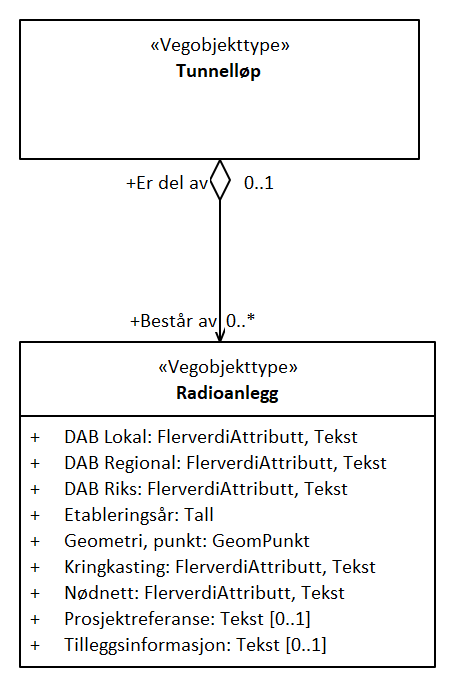 «Vegobjekttype»
Tunnelløp
+Er del av 0..1
+Består av 0..*
«Vegobjekttype»
Radioanlegg
+ DAB Lokal: FlerverdiAttributt, Tekst
+ DAB Regional: FlerverdiAttributt, Tekst
+ DAB Riks: FlerverdiAttributt, Tekst
+ Etableringsår: Tall
+ Geometri, punkt: GeomPunkt
+ Kringkasting: FlerverdiAttributt, Tekst
+ Nødnett: FlerverdiAttributt, Tekst
+ Prosjektreferanse: Tekst [0..1]
+ Tilleggsinformasjon: Tekst [0..1]